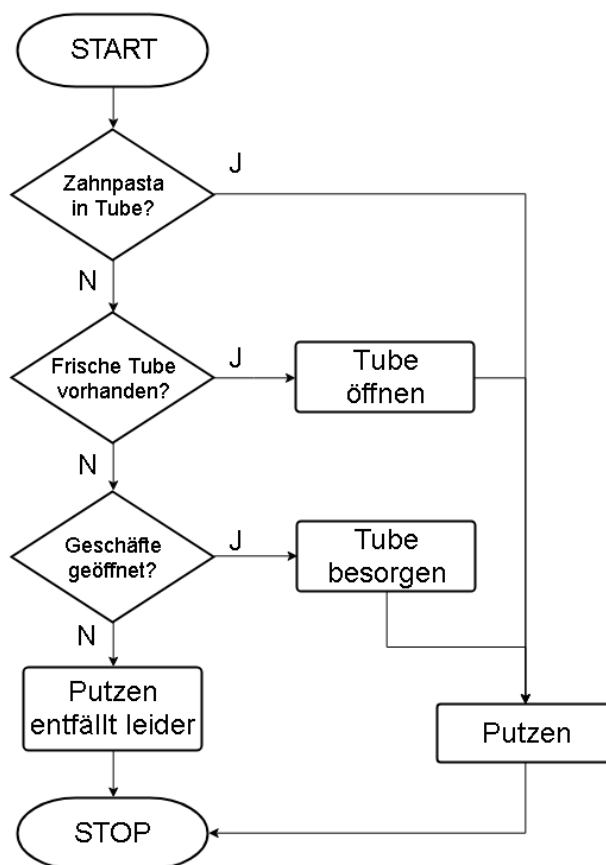 START
J
Zahnpasta
in Tube?
N
Frische Tube
vorhanden?
J
Tube
öffnen
N
Geschäfte
geöffnet?
J
Tube
besorgen
N
Putzen
entfällt leider
Putzen
STOP